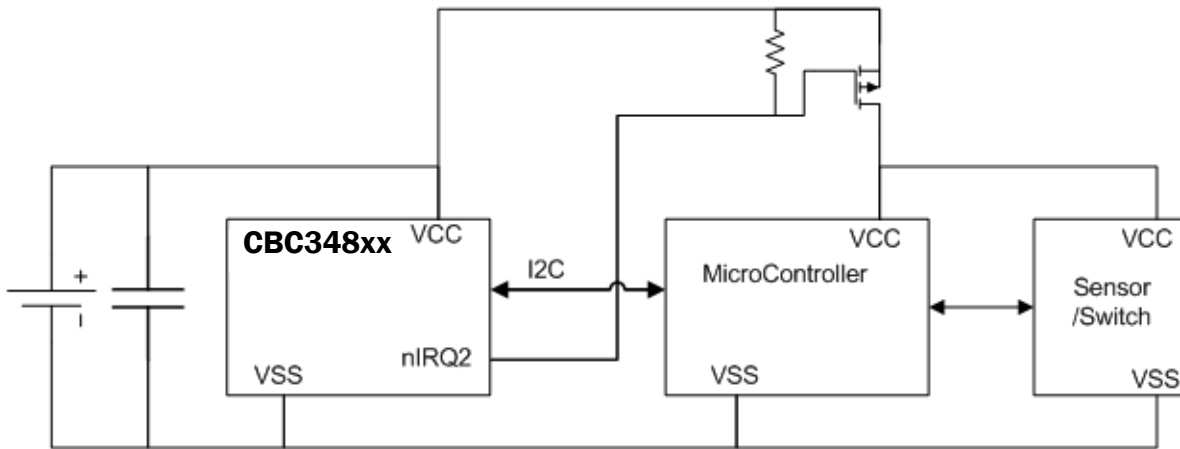 CBC348xx
VCC
I2C
nIRQ2
VSS
VCC
MicroController
VSS
VCC
Sensor
/Switch
VSS
+
-